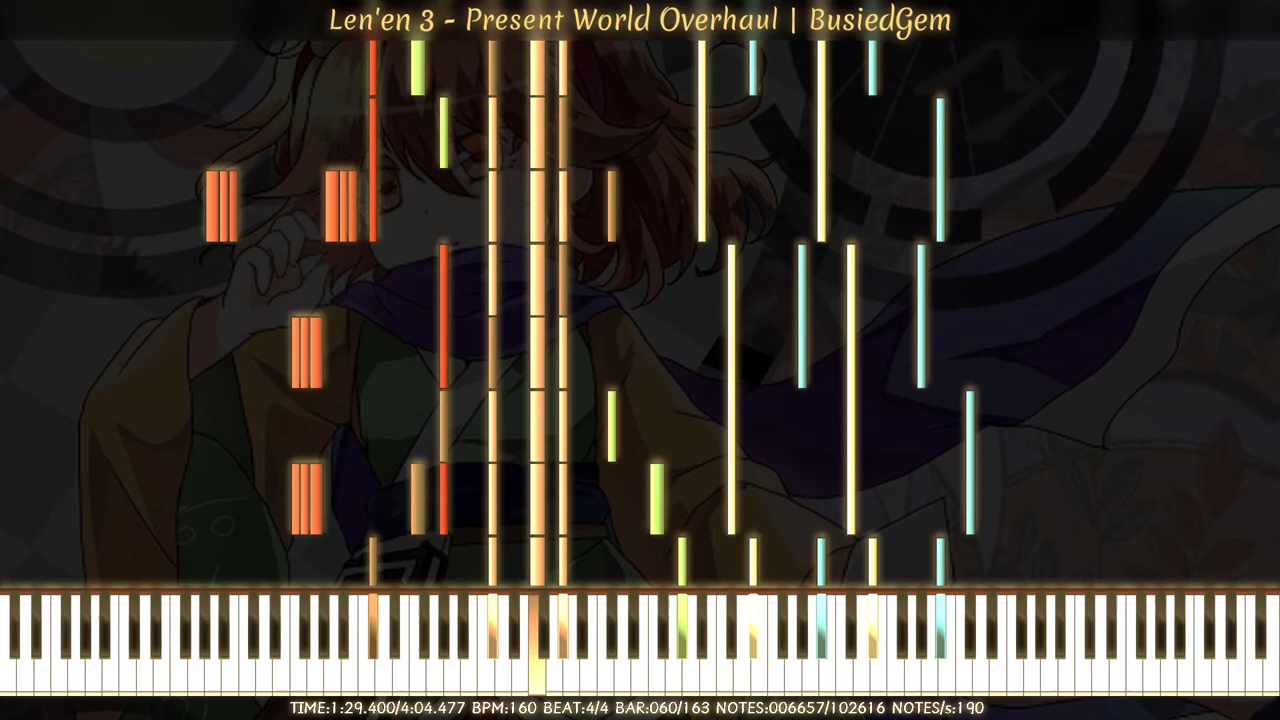 Len'en 3 - Present World Overhaul | BusiedGem
TIME:1:29.400/4:04.477 BPM:160 BEAT:4/4 BAR:060/163 NOTES:006657/102616 NOTES/s:190